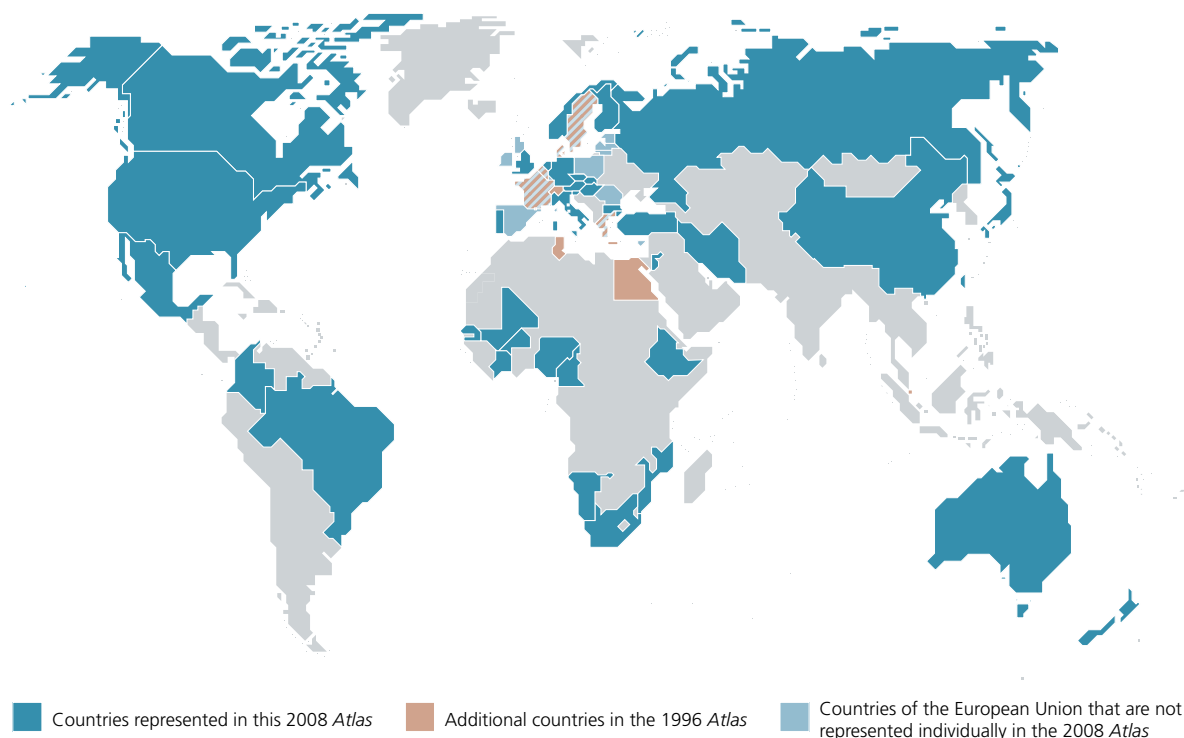 Countries represented in this 2008 Atlas
Additional countries in the 1996 Atlas
Countries of the European Union that are not
represented individually in the 2008 Atlas